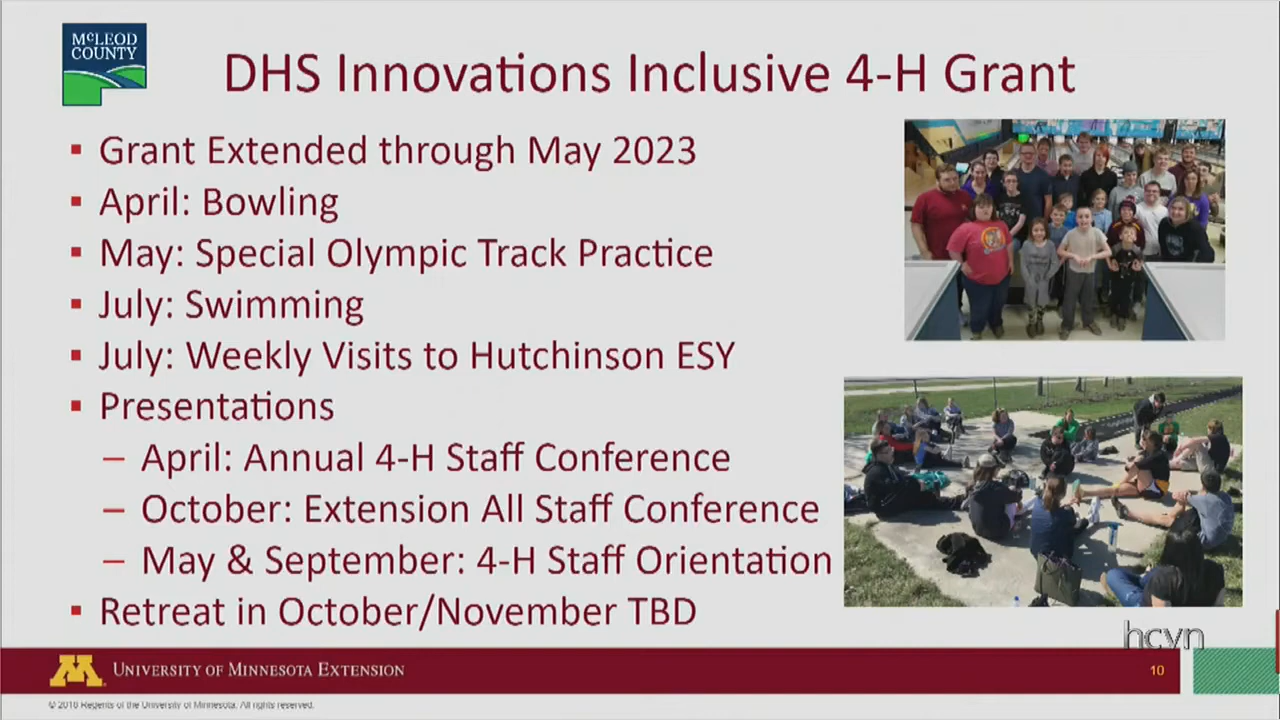 McLEOD
COUNTY
DHS Innovations Inclusive 4-H Grant
▪ Grant Extended through May 2023
▪ April: Bowling
▪ May: Special Olympic Track Practice
▪ July: Swimming
▪ July: Weekly Visits to Hutchinson ESY
▪ Presentations
– April: Annual 4-H Staff Conference
– October: Extension All Staff Conference
– May & September: 4-H Staff Orientation
▪ Retreat in October/November TBD
hcvn
M UNIVERSITY OF MINNESOTA EXTENSION
10
© 2016 Regents of the University of Minnesota. All rights reserved.